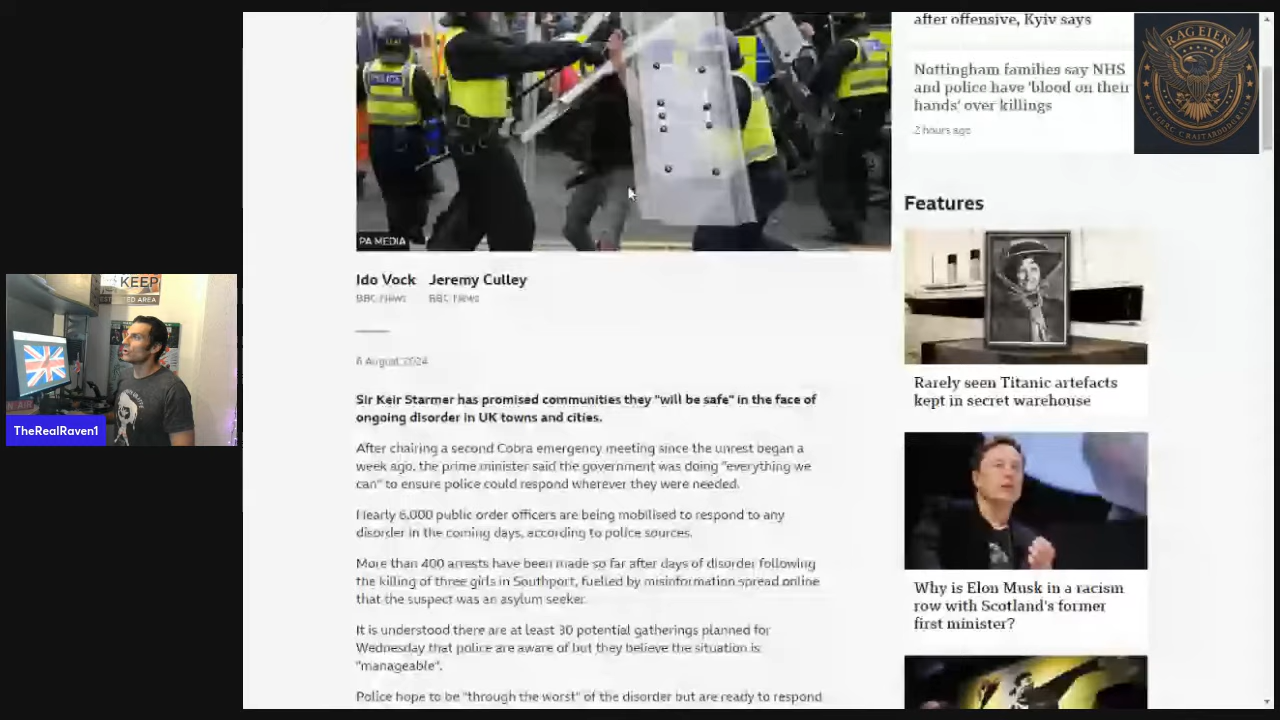 after offensive, Kyiv says
Nottingham families say NHS
and police have 'blood on their
hands' over killings
2 hours ago
RAGEIEN
POLICE
PA MEDIA
Ido Vock Jeremy Culley
BBC News BBC News
6 August 2024
Sir Keir Starmer has promised communities they "will be safe" in the face of
ongoing disorder in UK towns and cities.
After chairing a second Cobra emergency meeting since the unrest began a
week ago, the prime minister said the government was doing "everything we
can" to ensure police could respond wherever they were needed.
Nearly 6,000 public order officers are being mobilised to respond to any
disorder in the coming days, according to police sources.
More than 400 arrests have been made so far after days of disorder following
the killing of three girls in Southport, fuelled by misinformation spread online
that the suspect was an asylum seeker.
It is understood there are at least 30 potential gatherings planned for
Wednesday that police are aware of but they believe the situation is
"manageable".
Police hope to be "through the worst" of the disorder but are ready to respond
Features
Rarely seen Titanic artefacts
kept in secret warehouse
Why is Elon Musk in a racism
row with Scotland's former
first minister?
KEEP
AREA
TheRealRaven1